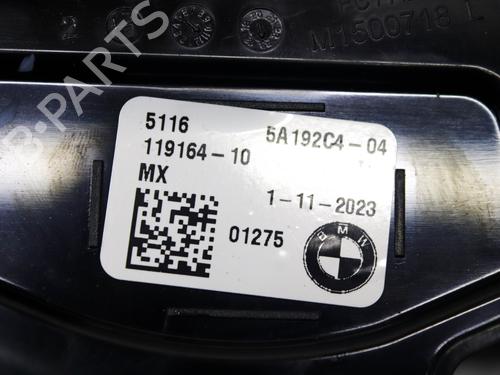 M1500718 L
5116 5A192C4-04
119164-10
MX 1-11-2023
01275
BMW
B-PARTS